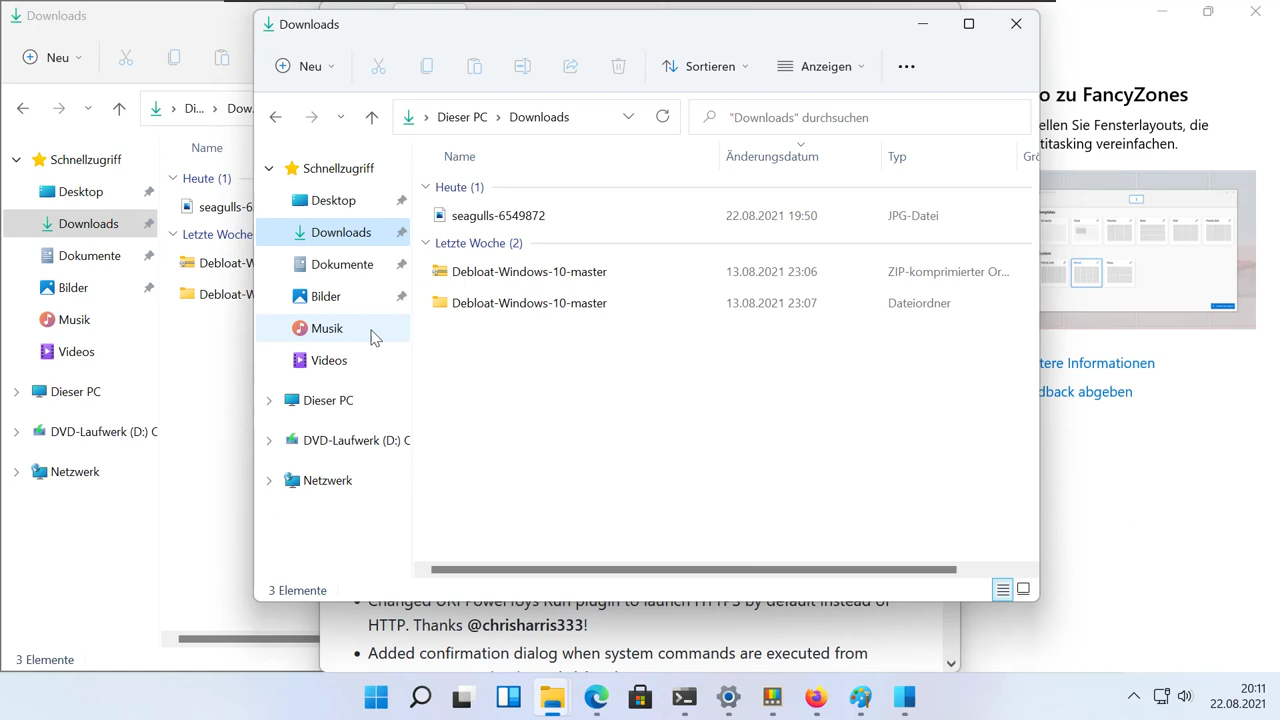 Downloads
Neu
Di...
Dow
Name
Schnellzugriff
Heute (1)
Desktop
seagulls-6
Downloads
Letzte Woche
Dokumente
Debloat-W
Bilder
Debloat-W
Musik
Videos
Dieser PC
DVD-Laufwerk (D:) C
Netzwerk
3 Elemente
Downloads
Neu
Sortieren
Anzeigen
Dieser PC
Downloads
"Downloads" durchsuchen
Name
Änderungsdatum
Typ
Grö
Schnellzugriff
Desktop
Downloads
Dokumente
Bilder
Musik
Videos
Dieser PC
DVD-Laufwerk (D:) C
Netzwerk
Heute (1)
seagulls-6549872 22.08.2021 19:50 JPG-Datei
Letzte Woche (2)
Debloat-Windows-10-master 13.08.2021 23:06 ZIP-komprimierter Or...
Debloat-Windows-10-master 13.08.2021 23:07 Dateiordner
3 Elemente
o zu FancyZones
ellen Sie Fensterlayouts, die
titasking vereinfachen.
tere Informationen
dback abgeben
HTTP. Thanks @chrisharris333!
• Added confirmation dialog when system commands are executed from
20:11
22.08.2021